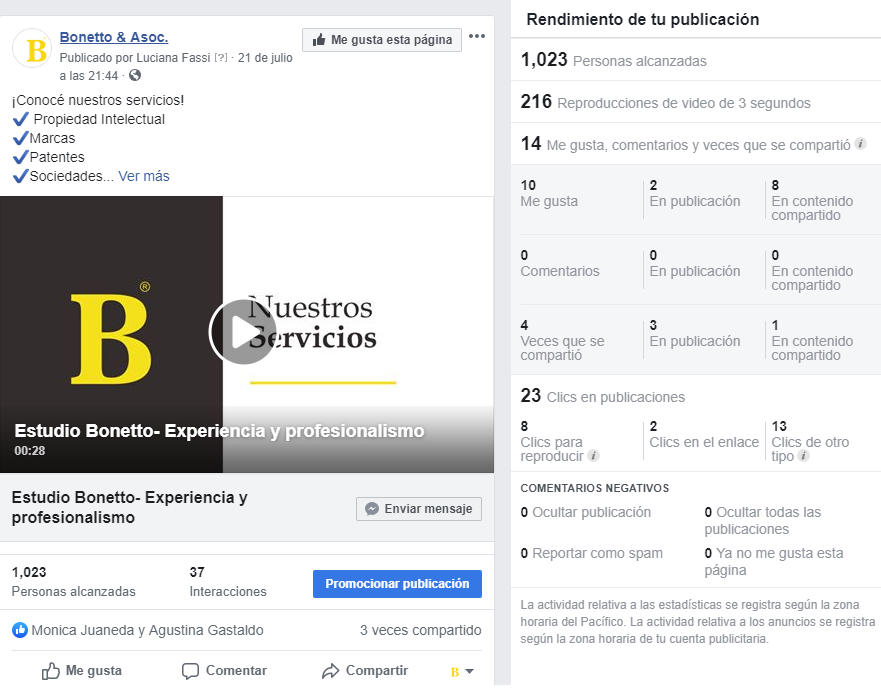 B
Bonetto & Asoc.
Publicado por Luciana Fassi [?] · 21 de julio
a las 21:44 ·
Me gusta esta página
¡Conocé nuestros servicios!
Propiedad Intelectual
Marcas
Patentes
Sociedades... Ver más
B®
Nuestros
Servicios
Estudio Bonetto- Experiencia y profesionalismo
00:28
Estudio Bonetto- Experiencia y
profesionalismo
Enviar mensaje
1,023
Personas alcanzadas
37
Interacciones
Promocionar publicación
Monica Juaneda y Agustina Gastaldo
3 veces compartido
Me gusta
Comentar
Compartir
B
Rendimiento de tu publicación
1,023 Personas alcanzadas
216 Reproducciones de video de 3 segundos
14 Me gusta, comentarios y veces que se compartió i
10
Me gusta
2
En publicación
8
En contenido
compartido
0
Comentarios
0
En publicación
0
En contenido
compartido
4
Veces que se
compartió
3
En publicación
1
En contenido
compartido
23 Clics en publicaciones
8
Clics para
reproducir i
2
Clics en el enlace
13
Clics de otro
tipo i
COMENTARIOS NEGATIVOS
0 Ocultar publicación
0 Ocultar todas las
publicaciones
0 Reportar como spam
0 Ya no me gusta esta
página
La actividad relativa a las estadísticas se registra según la zona
horaria del Pacífico. La actividad relativa a los anuncios se registra
según la zona horaria de tu cuenta publicitaria.